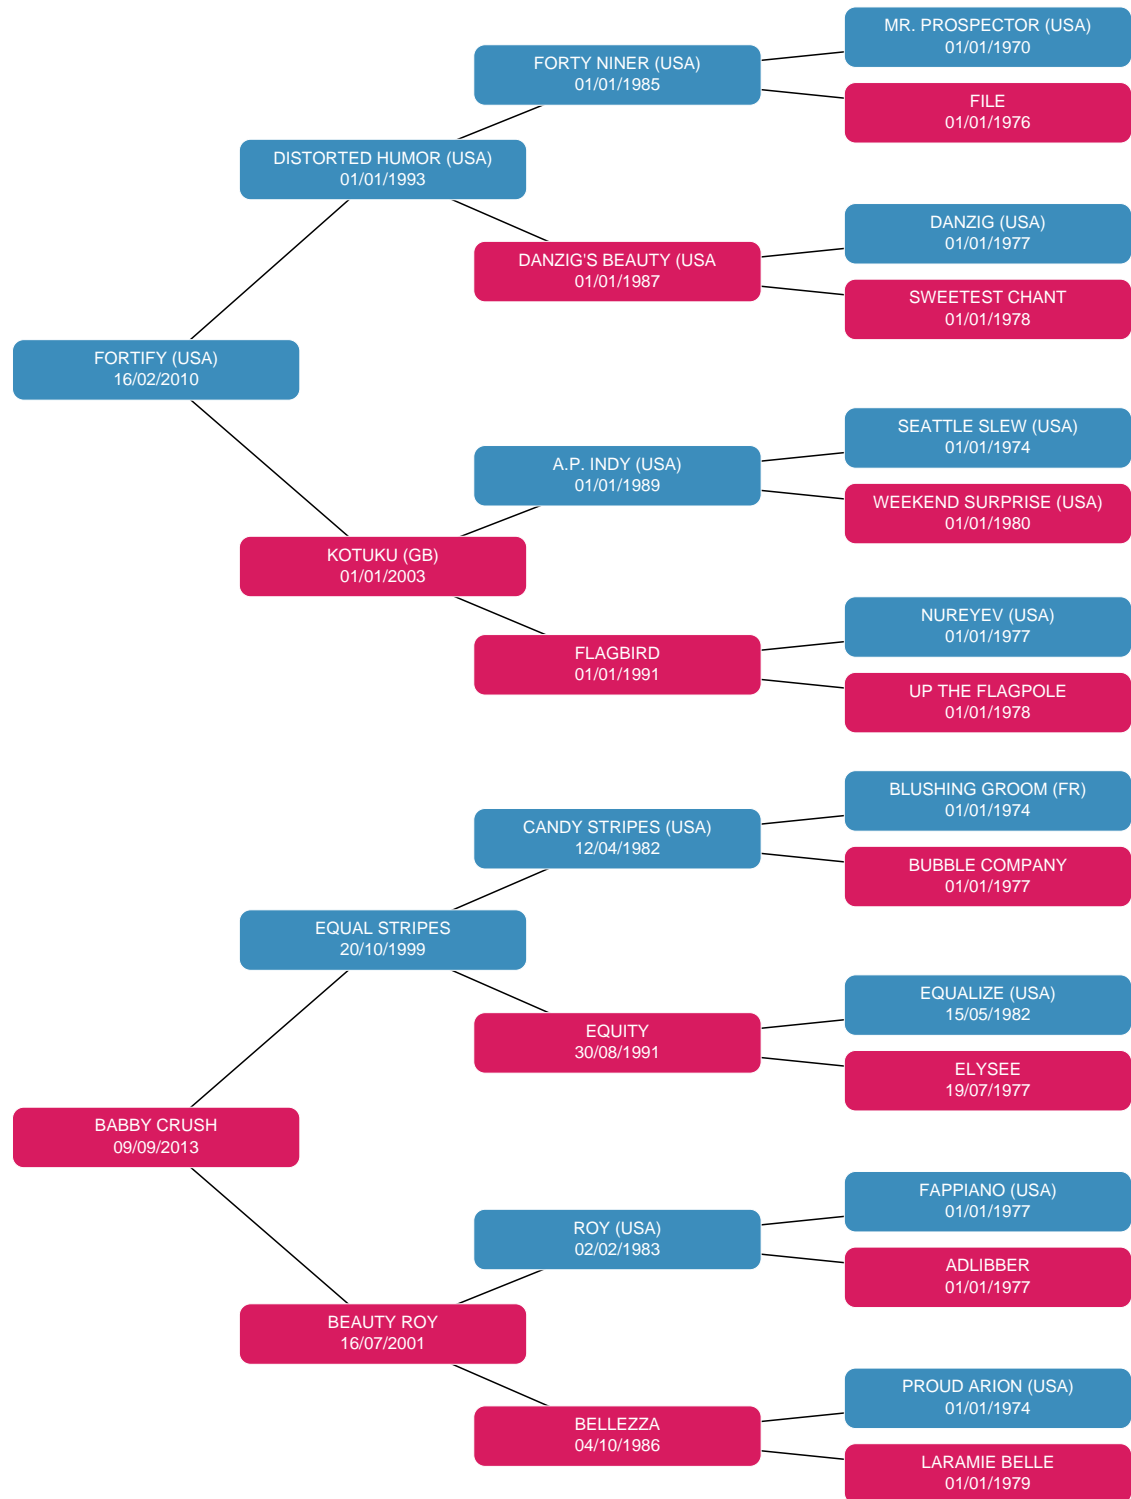 MR. PROSPECTOR (USA)
01/01/1970
FORTY NINER (USA)
01/01/1985
FILE
01/01/1976
DISTORTED HUMOR (USA)
01/01/1993
DANZIG (USA)
01/01/1977
DANZIG'S BEAUTY (USA
01/01/1987
SWEETEST CHANT
01/01/1978
FORTIFY (USA)
16/02/2010
SEATTLE SLEW (USA)
01/01/1974
A.P. INDY (USA)
01/01/1989
WEEKEND SURPRISE (USA)
01/01/1980
KOTUKU (GB)
01/01/2003
NUREYEV (USA)
01/01/1977
FLAGBIRD
01/01/1991
UP THE FLAGPOLE
01/01/1978
BLUSHING GROOM (FR)
01/01/1974
CANDY STRIPES (USA)
12/04/1982
BUBBLE COMPANY
01/01/1977
EQUAL STRIPES
20/10/1999
EQUALIZE (USA)
15/05/1982
EQUITY
30/08/1991
ELYSEE
19/07/1977
BABBY CRUSH
09/09/2013
FAPPIANO (USA)
01/01/1977
ROY (USA)
02/02/1983
ADLIBBER
01/01/1977
BEAUTY ROY
16/07/2001
PROUD ARION (USA)
01/01/1974
BELLEZZA
04/10/1986
LARAMIE BELLE
01/01/1979